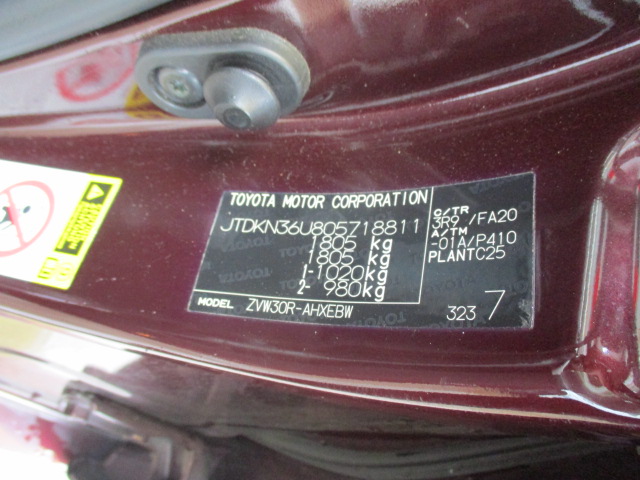 TOYOTA MOTOR CORPORATION
JTDKN36U805718811
1805 kg
1805 kg
1-1020kg
2- 980kg
MODEL ZVW30R-AHXEBW
C/TR
3R9 /FA20
A/TM
-01A/P410
PLANTC25
323 7